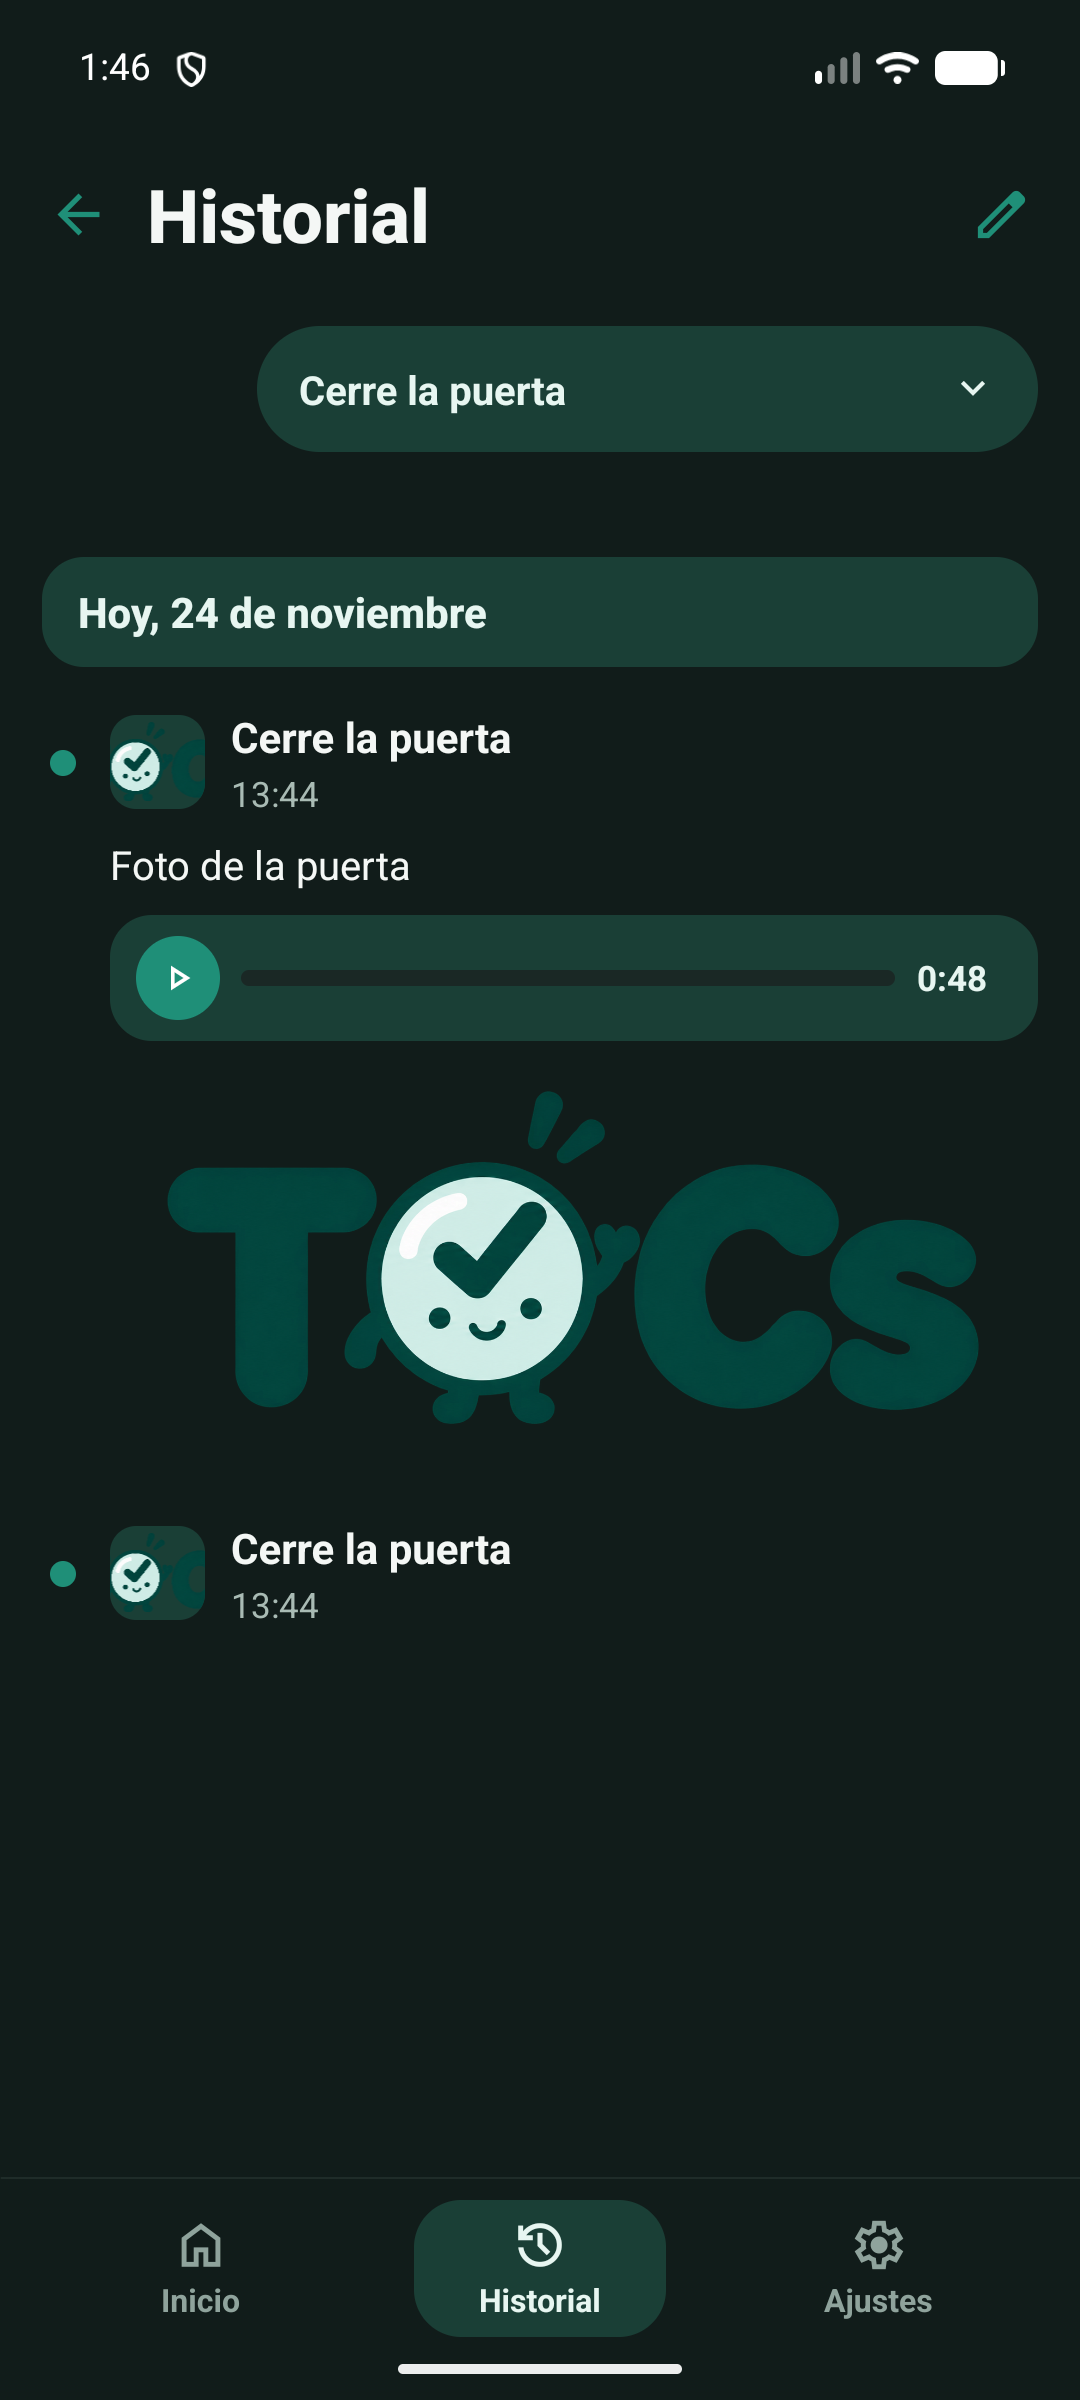 1:46
Historial
Cerre la puerta
Hoy, 24 de noviembre
Cerre la puerta
13:44
Foto de la puerta
0:48
TOCs
Cerre la puerta
13:44
Inicio
Historial
Ajustes